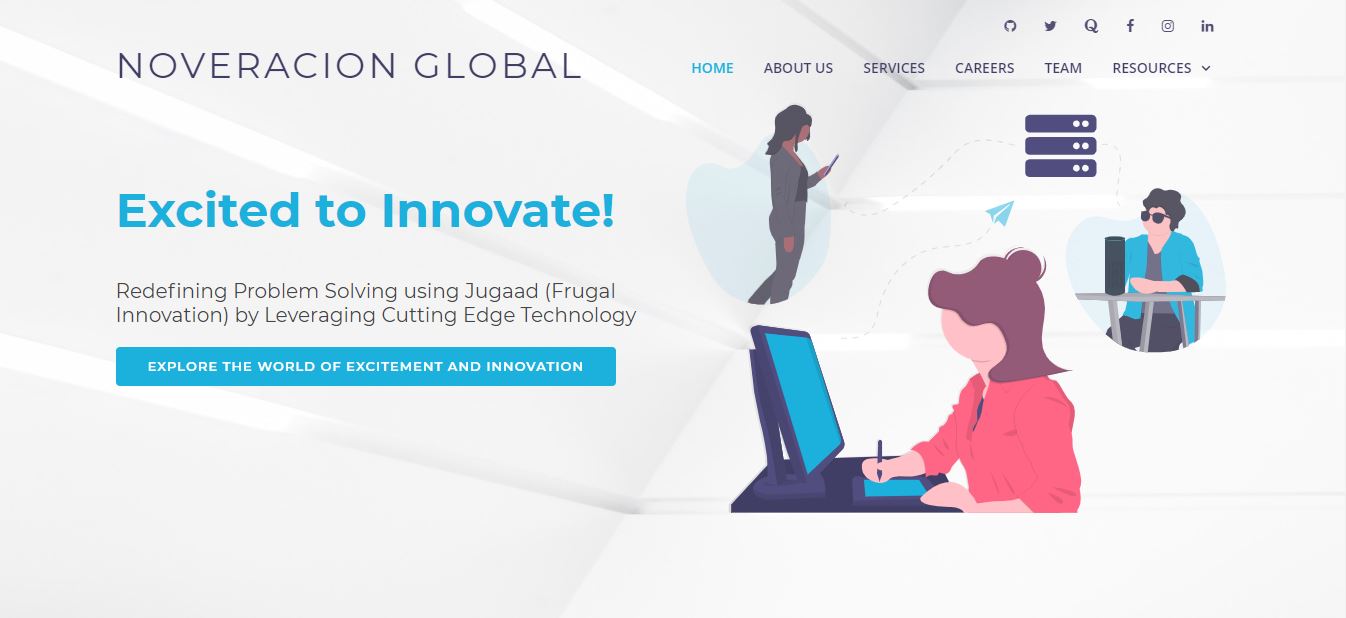 NOVERACION GLOBAL
HOME ABOUT US SERVICES CAREERS TEAM RESOURCES
Excited to Innovate!
Redefining Problem Solving using Jugaad (Frugal
Innovation) by Leveraging Cutting Edge Technology
EXPLORE THE WORLD OF EXCITEMENT AND INNOVATION